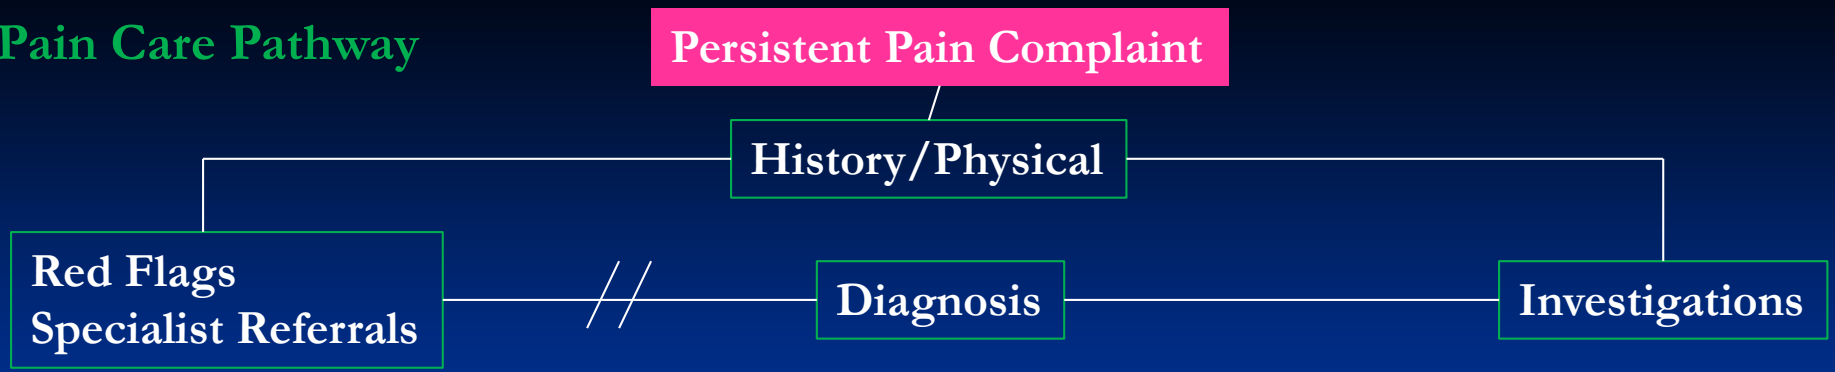 Pain Care Pathway
Persistent Pain Complaint
History/Physical
Red Flags
Specialist Referrals
Diagnosis
Investigations